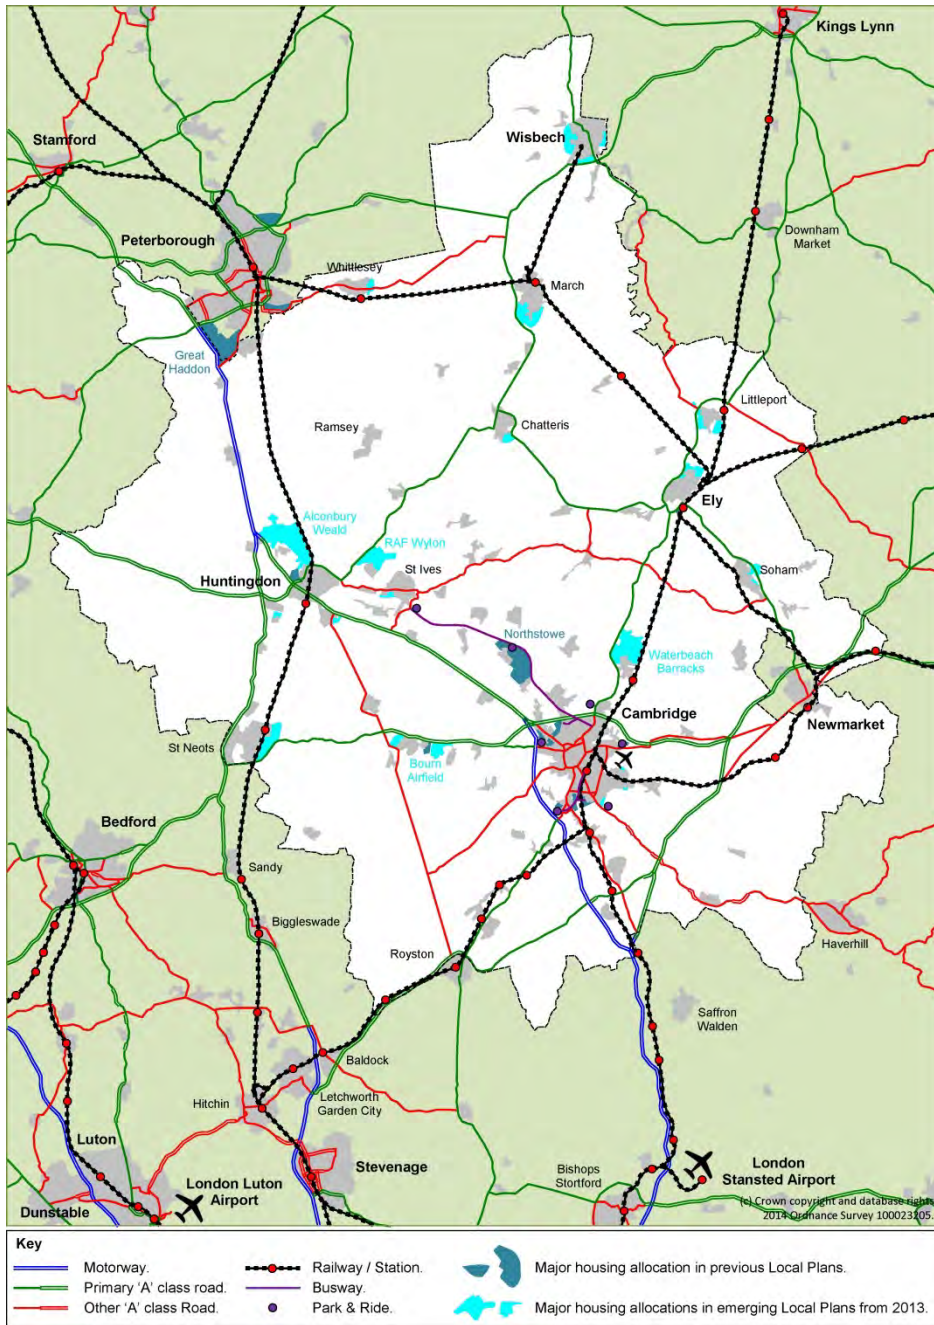 Kings Lynn
Wisbech
Stamford
Peterborough
Downham
Market
Whittlesey
March
Great
Haddon
Littleport
Ramsey
Chatteris
Ely
Alconbury
Weald
RAF Wyton
St Ives
Huntingdon
Soham
Northstowe
Waterbeach
Barracks
Cambridge
Newmarket
St Neots
Bourn
Airfield
Bedford
Sandy
Biggleswade
Haverhill
Royston
Saffron
Walden
Baldock
Letchworth
Garden City
Hitchin
Luton
Stevenage
London Luton
Airport
Dunstable
Bishops
Stortford
London
Stansted Airport
(c) Crown copyright and database rights
2014 Ordnance Survey 100023205.
Key
Motorway.
Primary 'A' class road.
Other 'A' class Road.
Railway / Station.
Busway.
Park & Ride.
Major housing allocation in previous Local Plans.
Major housing allocations in emerging Local Plans from 2013.